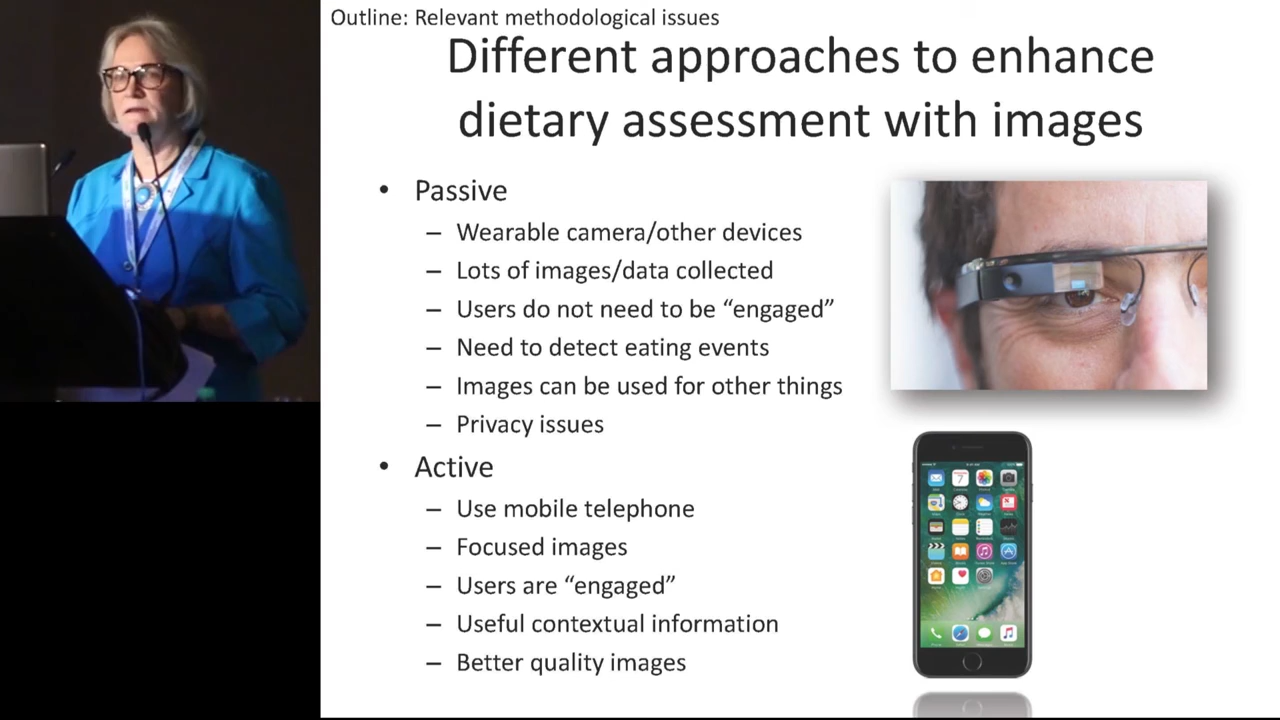 Outline: Relevant methodological issues
Different approaches to enhance
dietary assessment with images
• Passive
– Wearable camera/other devices
– Lots of images/data collected
– Users do not need to be “engaged”
– Need to detect eating events
– Images can be used for other things
– Privacy issues
• Active
– Use mobile telephone
– Focused images
– Users are “engaged”
– Useful contextual information
– Better quality images
7